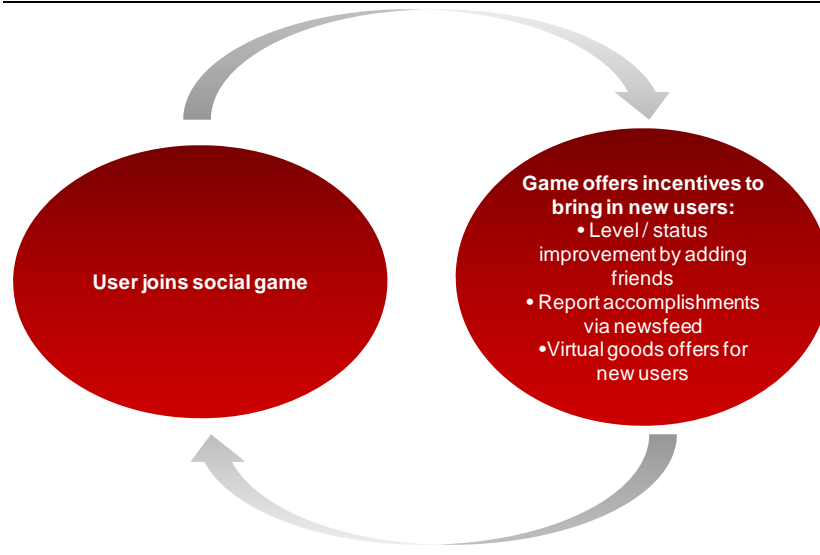 User joins social game
Game offers incentives to
bring in new users:
• Level / status
improvement by adding
friends
• Report accomplishments
via newsfeed
•Virtual goods offers for
new users